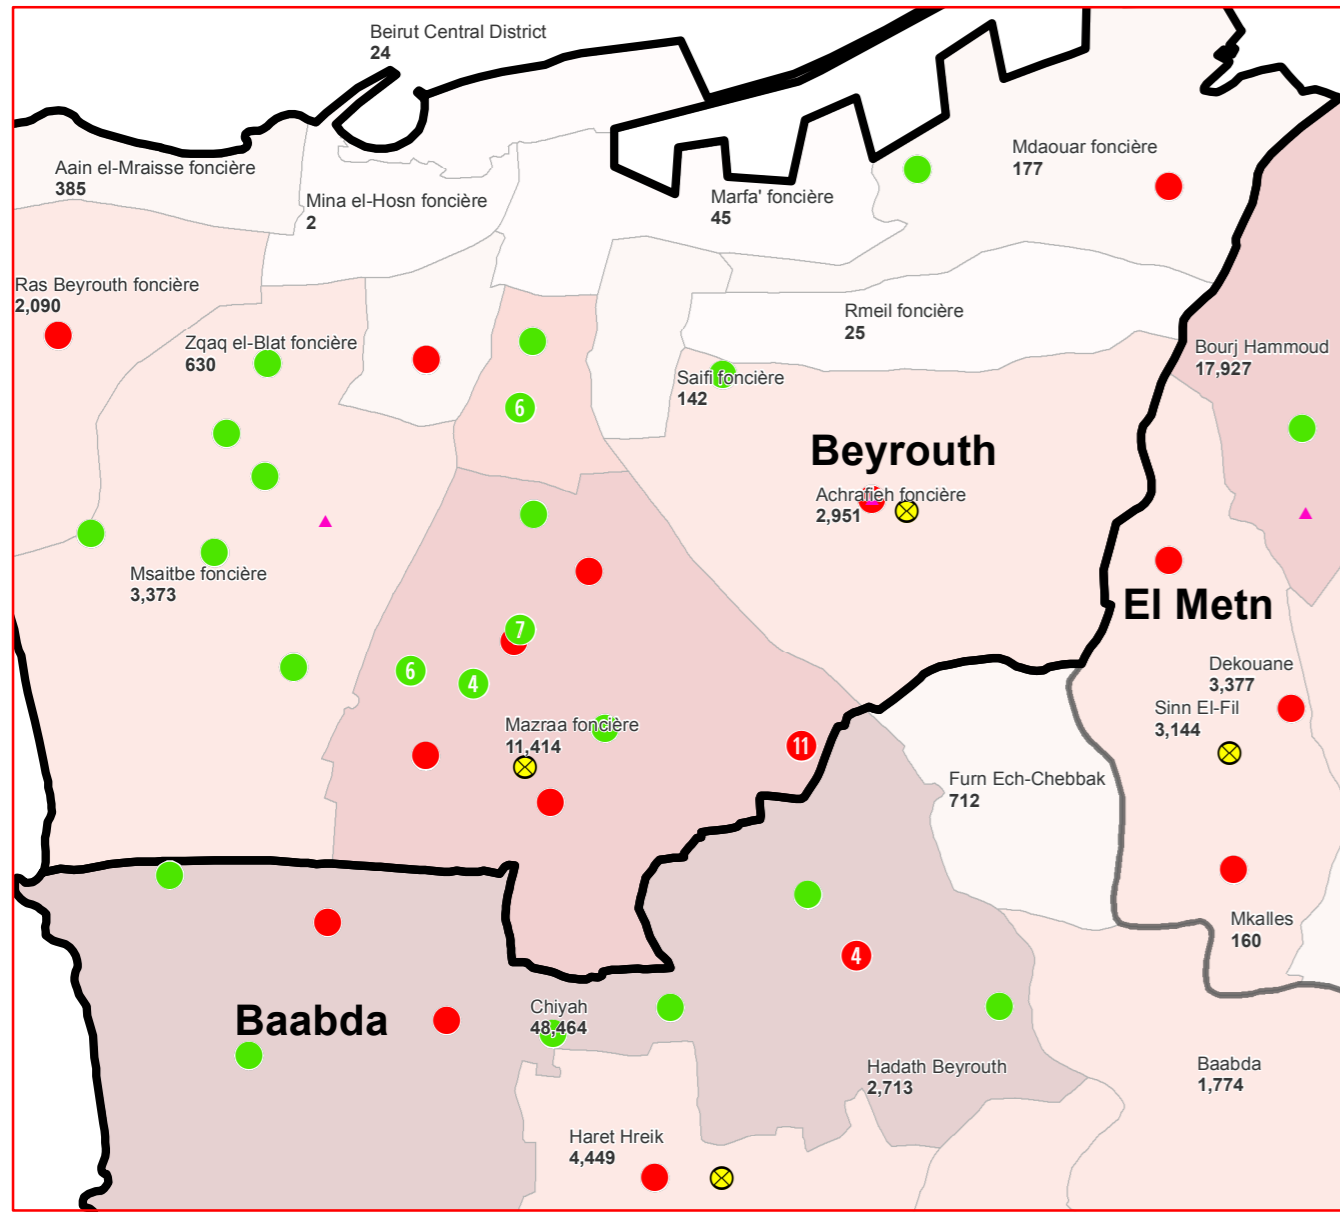 Beirut Central District
24
Aain el-Mraisse foncière
385
Mina el-Hosn foncière
2
Marfa' foncière
45
Mdaouar foncière
177
Ras Beyrouth foncière
2,090
Zqaq el-Blat foncière
630
Rmeil foncière
25
Bourj Hammoud
17,927
Saifi foncière
142
6
Beyrouth
Achrafieh foncière
2,951
Msaitbe foncière
3,373
El Metn
7
6
4
Dekouane
3,377
Sinn El-Fil
3,144
Mazraa foncière
11,414
11
Furn Ech-Chebbak
712
Mkalles
160
4
Baabda
Chiyah
48,464
Hadath Beyrouth
2,713
Baabda
1,774
Haret Hreik
4,449